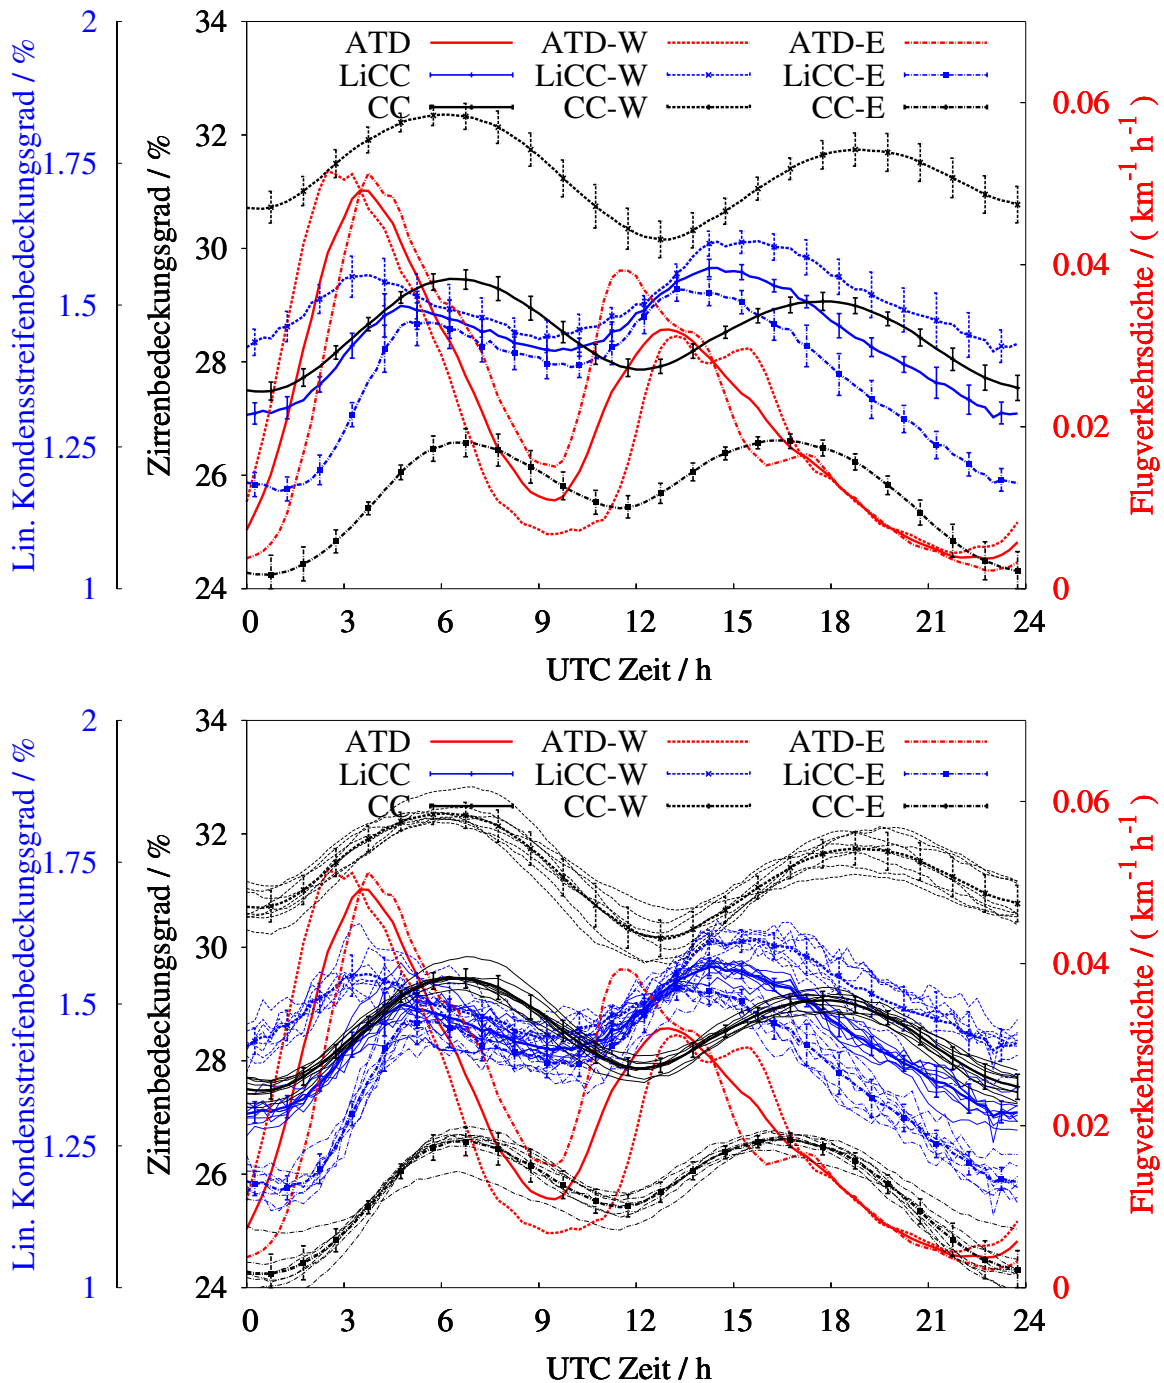 2
1.75
1.5
1.25
1
Lin. Kondensstreifenbedeckungsgrad / %
34
32
30
28
26
24
Zirrenbedeckungsgrad / %
ATD ATD-W ATD-E
LiCC LiCC-W LiCC-E
CC CC-W CC-E
0.06
0.04
0.02
0
Flugverkehrsdichte / ( km⁻¹ h⁻¹ )
0 3 6 9 12 15 18 21 24
UTC Zeit / h
2
1.75
1.5
1.25
1
Lin. Kondensstreifenbedeckungsgrad / %
34
32
30
28
26
24
Zirrenbedeckungsgrad / %
ATD ATD-W ATD-E
LiCC LiCC-W LiCC-E
CC CC-W CC-E
0.06
0.04
0.02
0
Flugverkehrsdichte / ( km⁻¹ h⁻¹ )
0 3 6 9 12 15 18 21 24
UTC Zeit / h